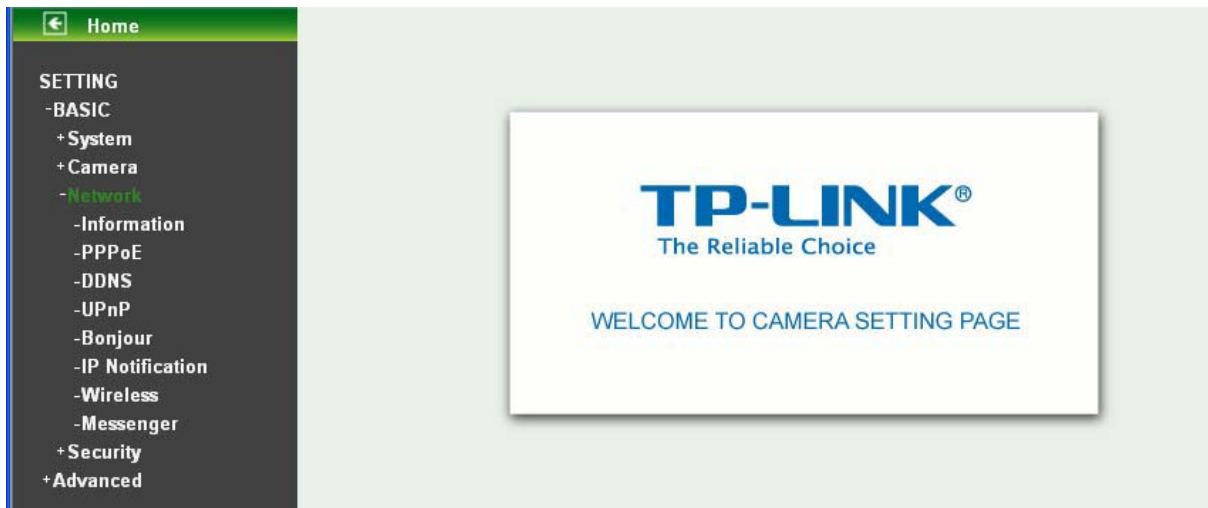 Home
SETTING
-BASIC
+System
+Camera
-Network
-Information
-PPPoE
-DDNS
-UPnP
-Bonjour
-IP Notification
-Wireless
-Messenger
+Security
+Advanced
TP-LINK®
The Reliable Choice
WELCOME TO CAMERA SETTING PAGE